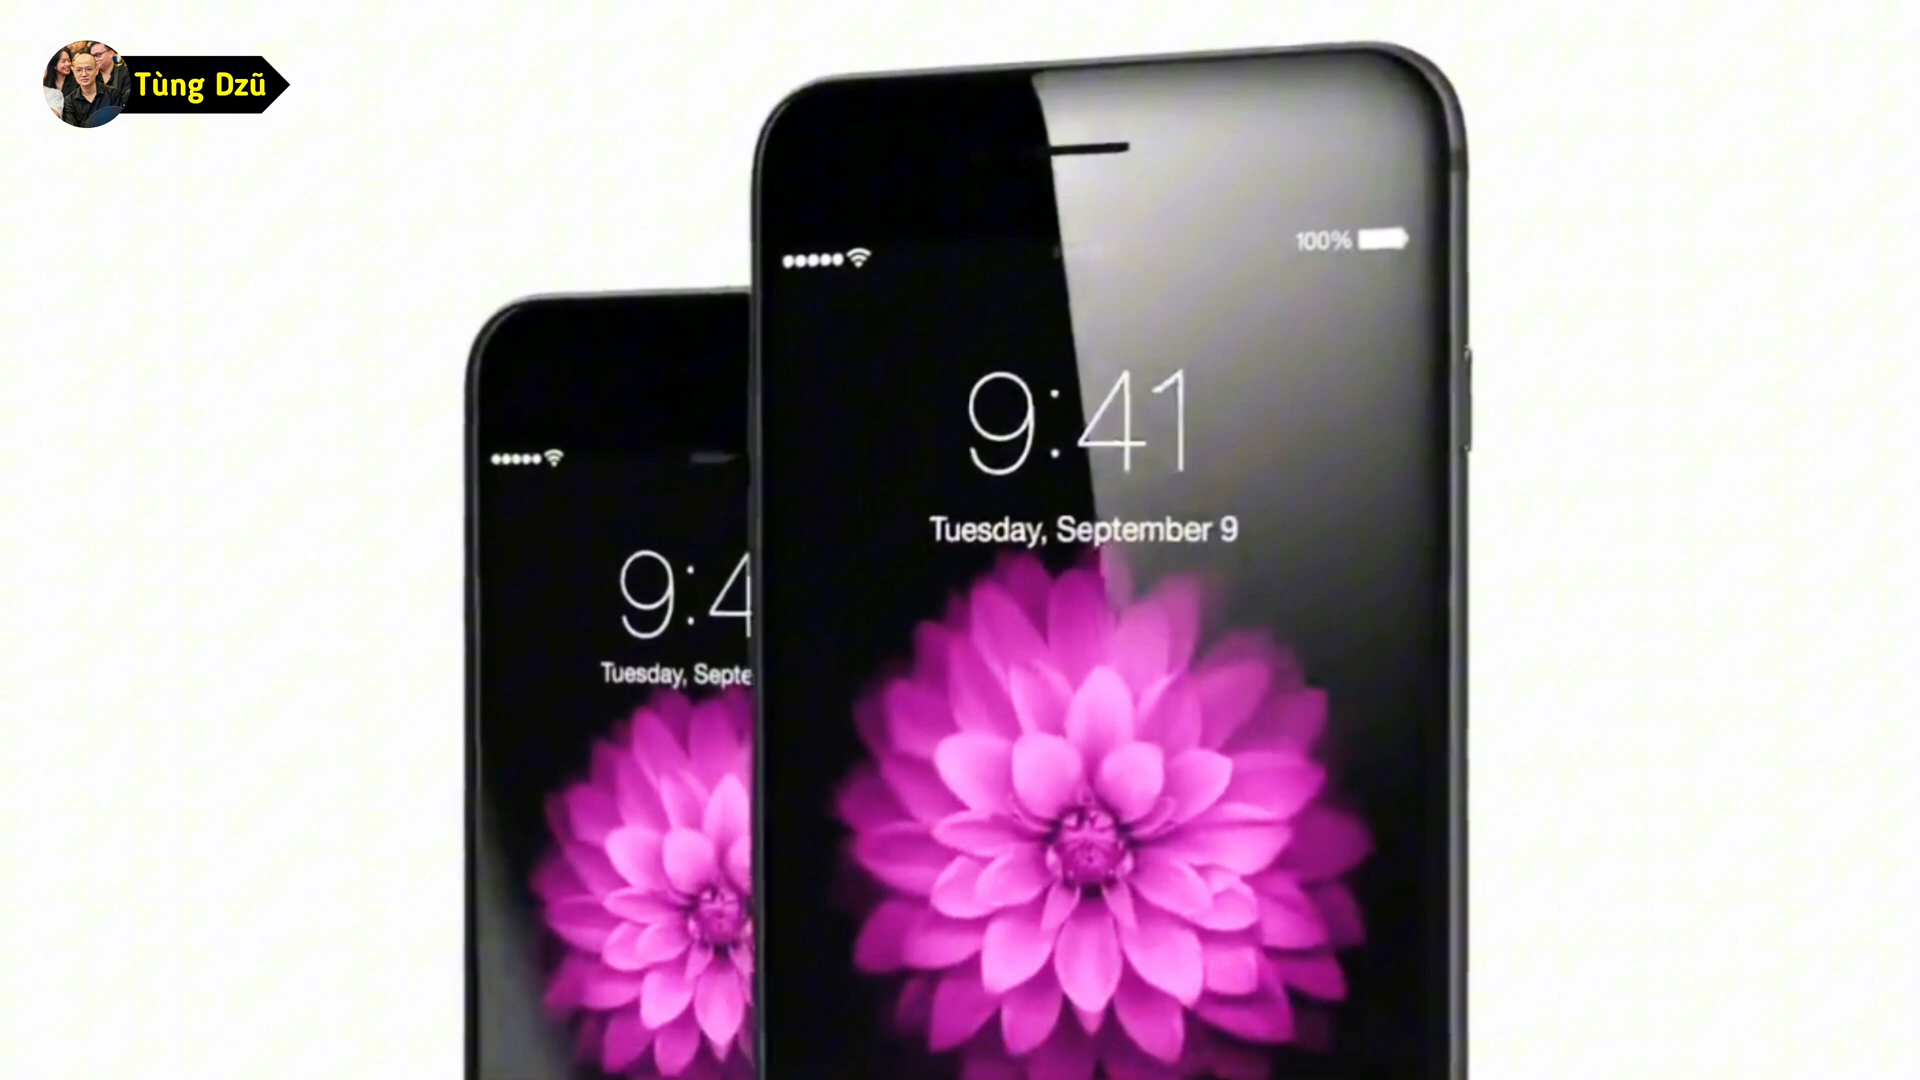 Tùng Dzũ
100%
9:41
Tuesday, September 9
9:4
Tuesday, Septe